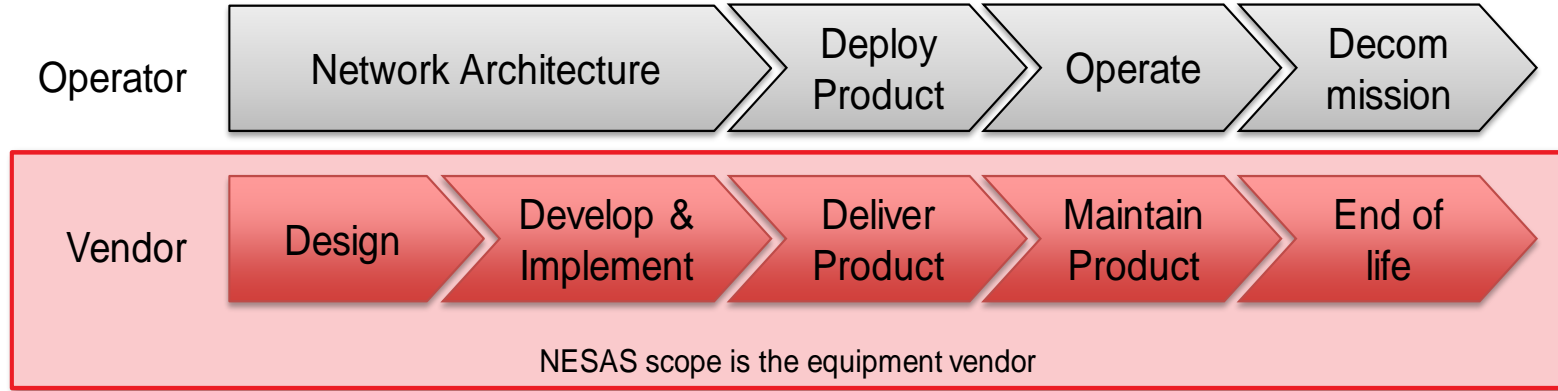 Operator
Network Architecture
Deploy
Product
Operate
Decom
mission
Vendor
Design
Develop &
Implement
Deliver
Product
Maintain
Product
End of
life
NESAS scope is the equipment vendor